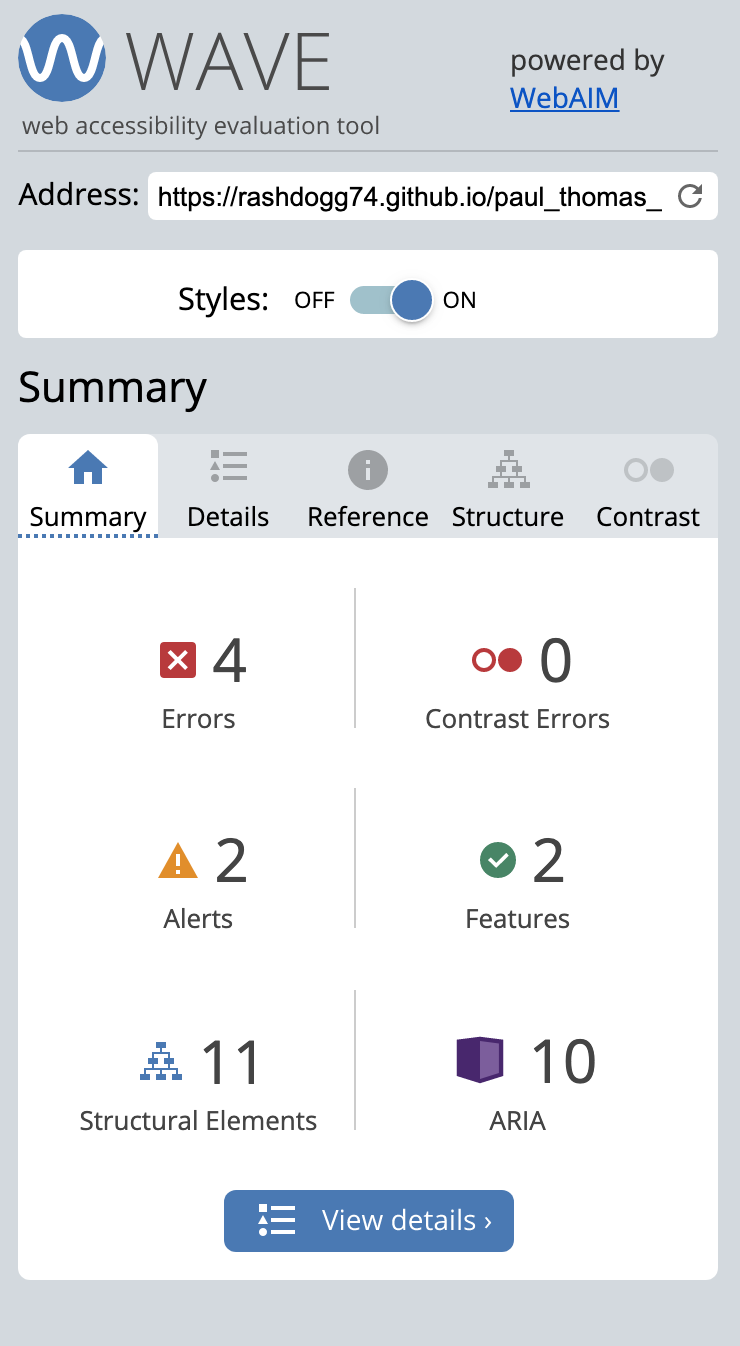 WAVE
powered by
WebAIM
web accessibility evaluation tool
Address: https://rashdogg74.github.io/paul_thomas_
Styles: OFF ON
Summary
Summary Details Reference Structure Contrast
4 0
Errors Contrast Errors
2 2
Alerts Features
11 10
Structural Elements ARIA
View details ›